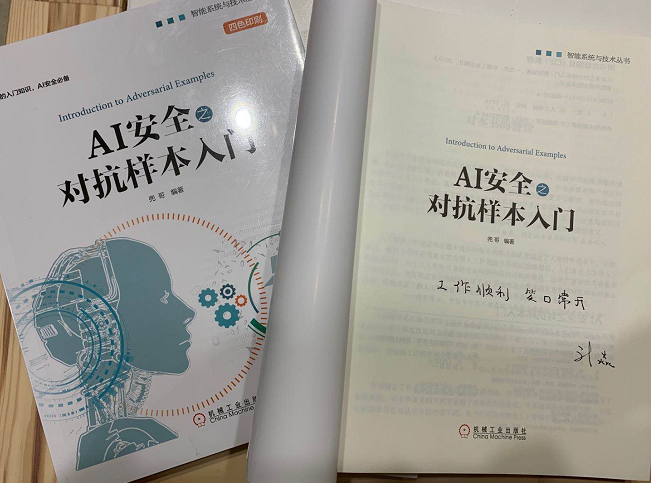 智能系统与技术丛
四色印刷
的入门知识，AI安全必备
Introduction to Adversarial Examples
AI安全之
对抗样本入门
兜哥 编著
机械工业出版社
China Machine Press
智能系统与技术丛书
Introduction to Adversarial Examples
AI安全之
对抗样本入门
兜哥 编著
工作顺利 笑口常开
刘焱
机械工业出版社
China Machine Press